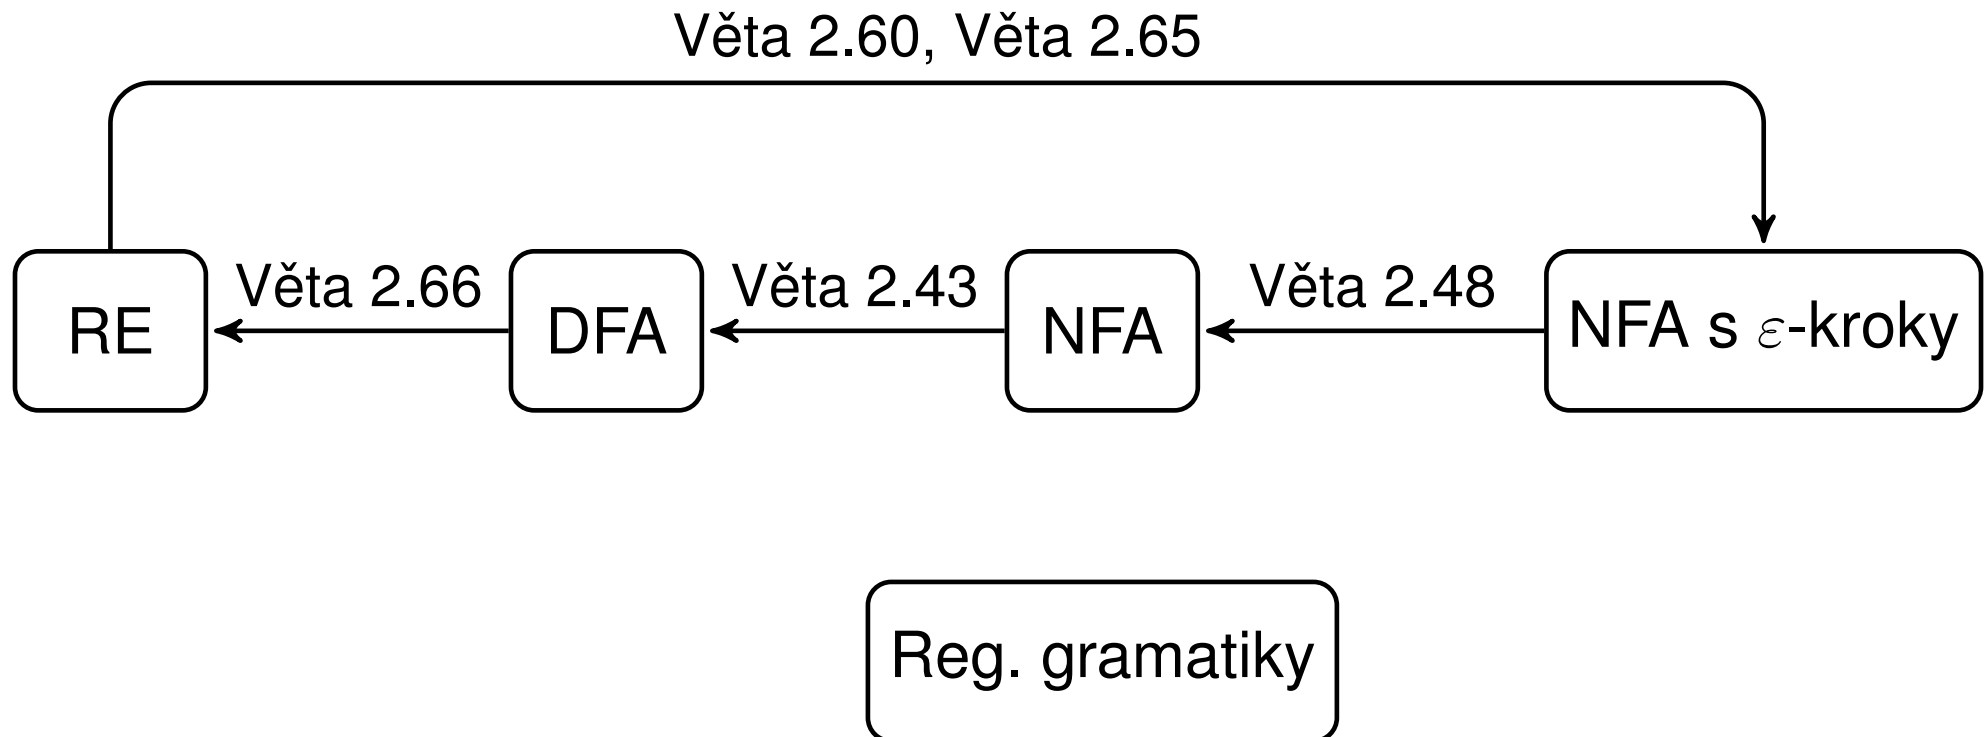 Věta 2.60, Věta 2.65
RE
Věta 2.66
DFA
Věta 2.43
NFA
Věta 2.48
NFA s ε-kroky
Reg. gramatiky